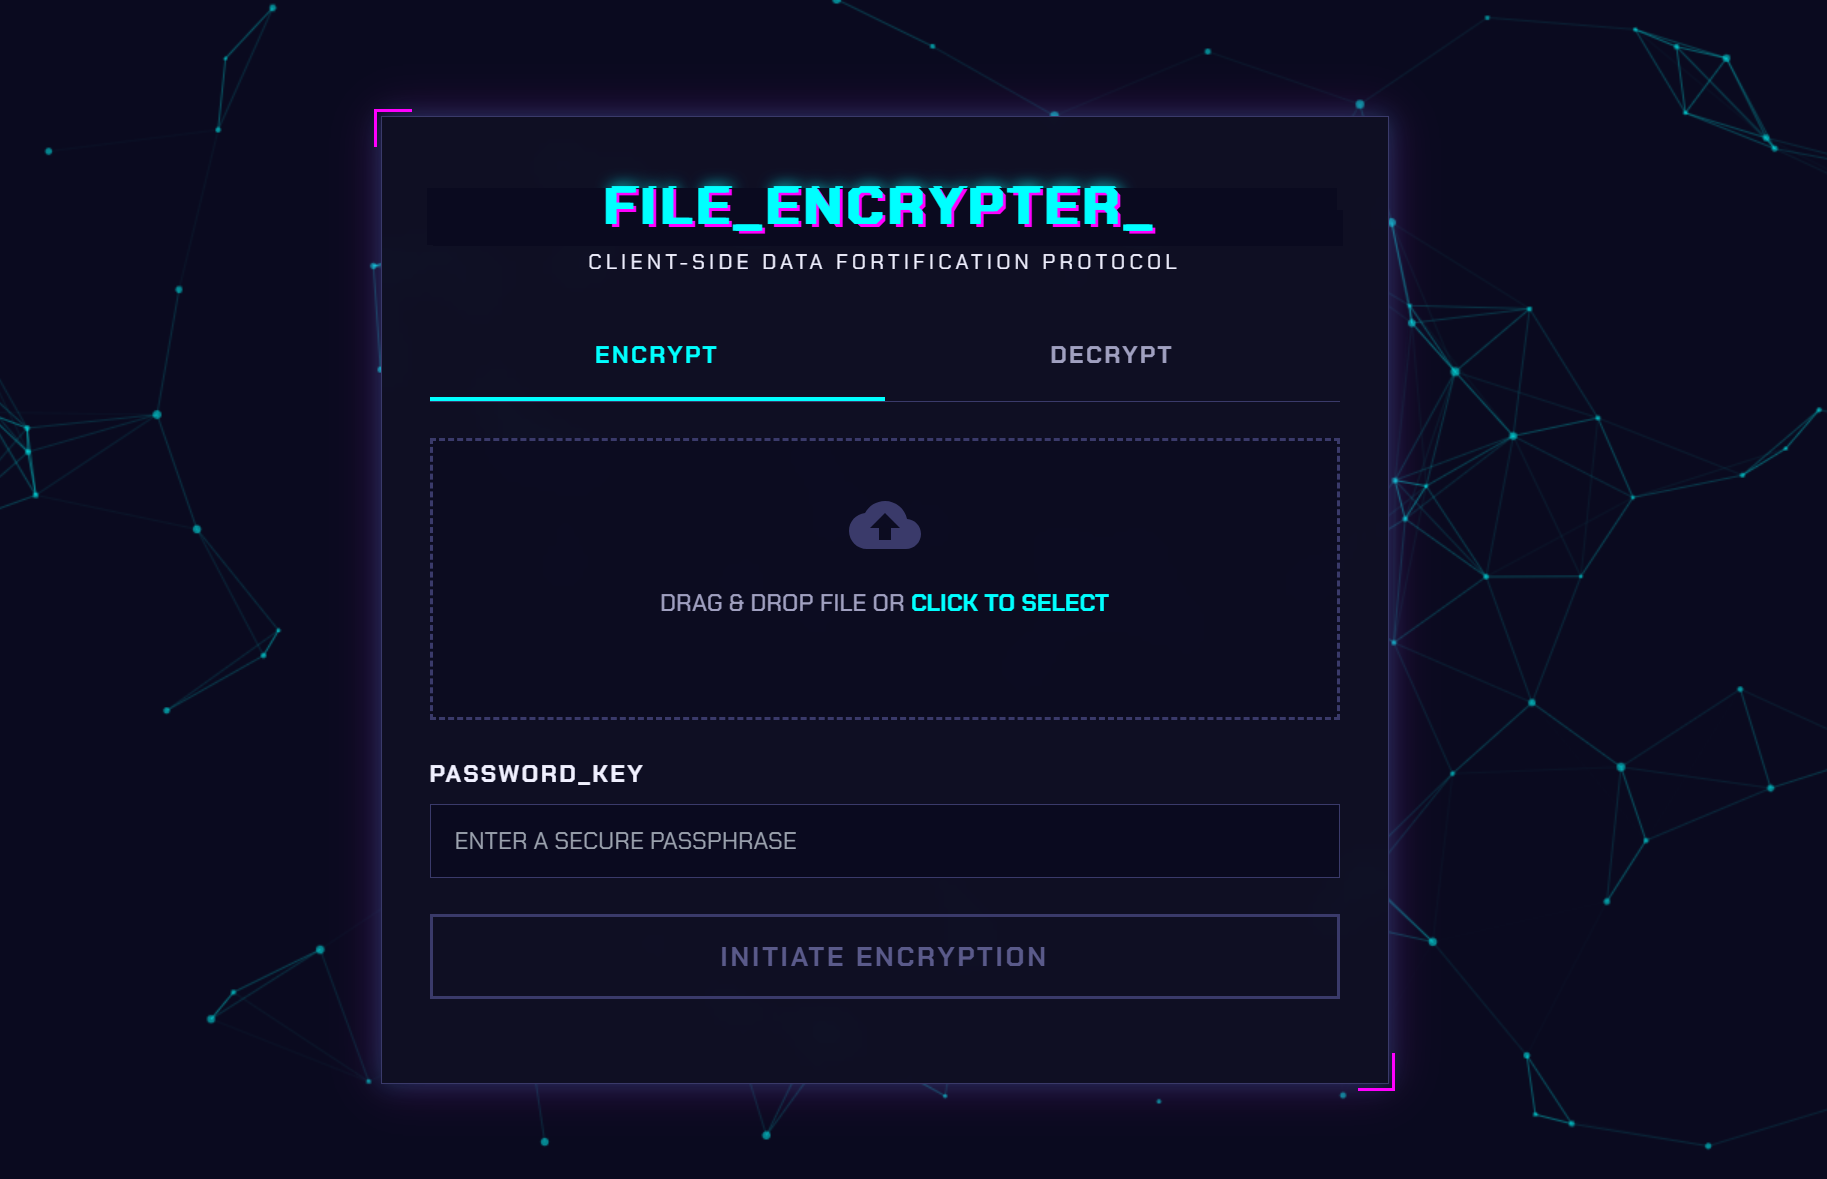 FILE_ENCRYPTER_
CLIENT-SIDE DATA FORTIFICATION PROTOCOL
ENCRYPT DECRYPT
DRAG & DROP FILE OR CLICK TO SELECT
PASSWORD_KEY
ENTER A SECURE PASSPHRASE
INITIATE ENCRYPTION